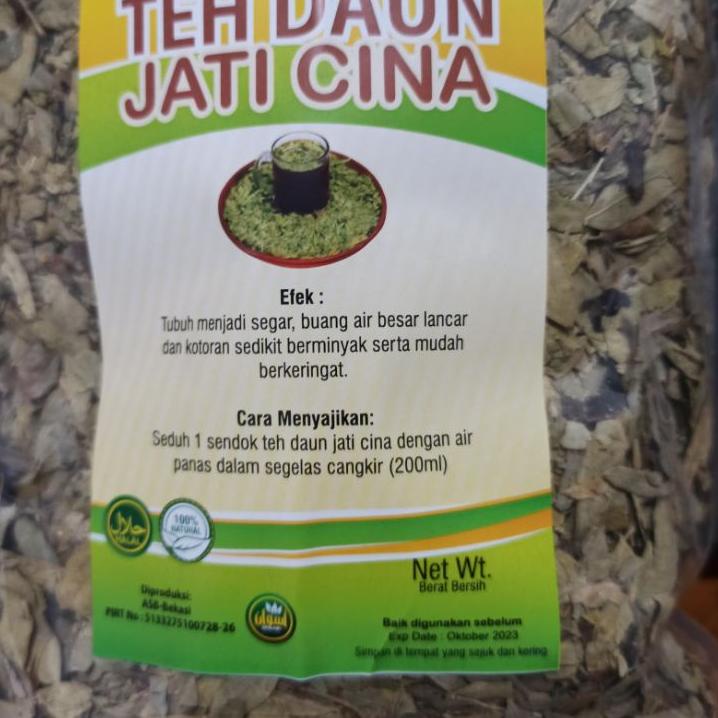 TEH DAUN
JATI CINA
Efek :
Tubuh menjadi segar, buang air besar lancar
dan kotoran sedikit berminyak serta mudah
berkeringat.
Cara Menyajikan:
Seduh 1 sendok teh daun jati cina dengan air
panas dalam segelas cangkir (200ml)
حلال
HALAL
100%
NATURAL
Net Wt.
Berat Bersih
Diproduksi:
ASB-Bekasi
PIRT No : 5133275100728-26
أسوان
Baik digunakan sebelum
Exp Date : Oktober 2023
Simpan di tempat yang sejuk dan kering